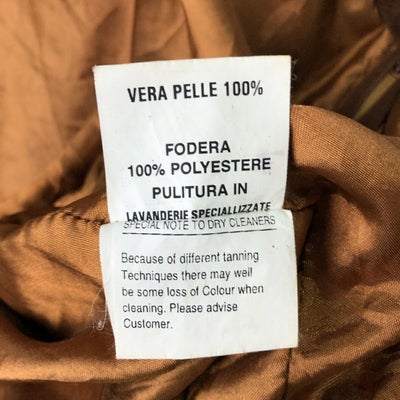 VERA PELLE 100%
FODERA
100% POLYESTERE
PULITURA IN
LAVANDERIE SPECIALLIZZATE
SPECIAL NOTE TO DRY CLEANERS
Because of different tanning
Techniques there may well
be some loss of Colour when
cleaning. Please advise
Customer.